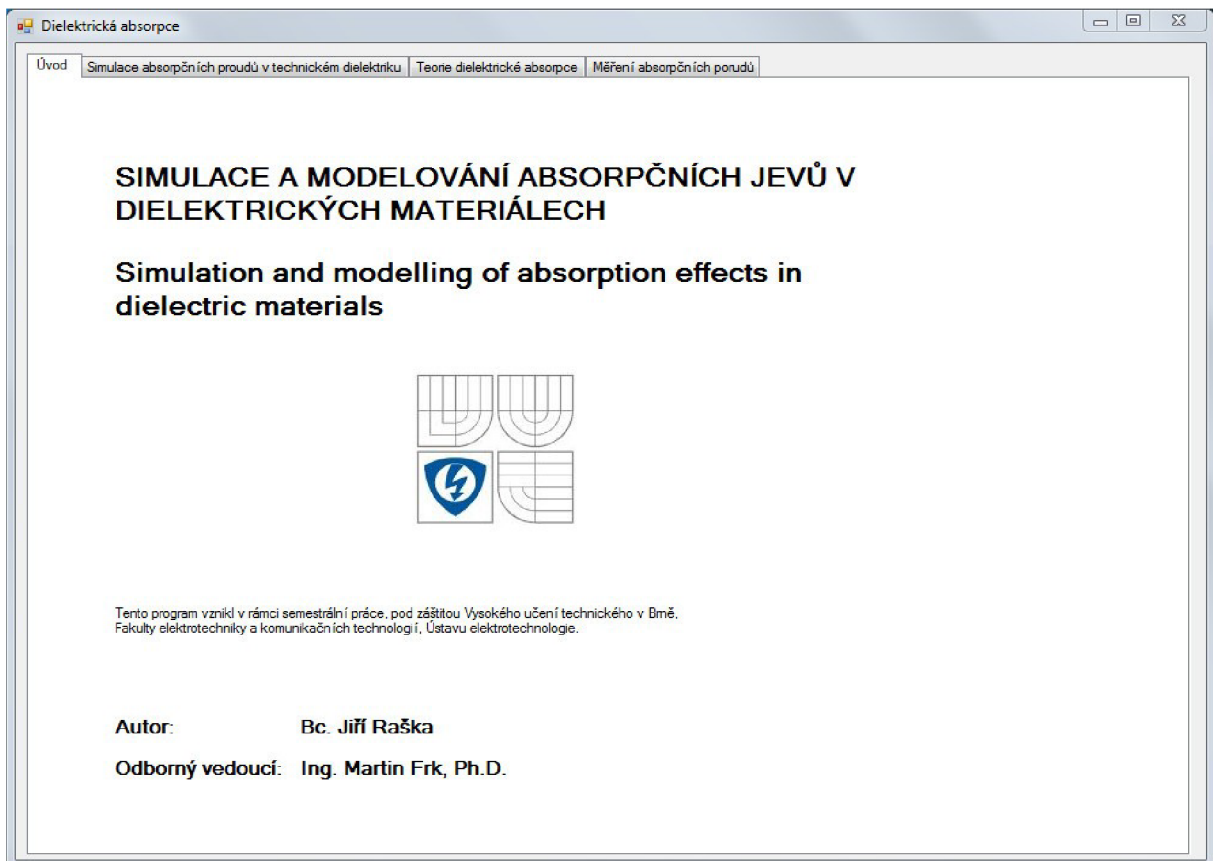 Dielektrická absorpce
Úvod Simulace absorpčních proudů v technickém dielektriku Teorie dielektrické absorpce Měření absorpčních porudů
SIMULACE A MODELOVÁNÍ ABSORPČNÍCH JEVŮ V
DIELEKTRICKÝCH MATERIÁLECH
Simulation and modelling of absorption effects in
dielectric materials
Tento program vznikl v rámci semestrální práce, pod záštitou Vysokého učení technického v Brně,
Fakulty elektrotechniky a komunikačních technologií, Ústavu elektrotechnologie.
Autor: Bc. Jiří Raška
Odborný vedoucí: Ing. Martin Frk, Ph.D.